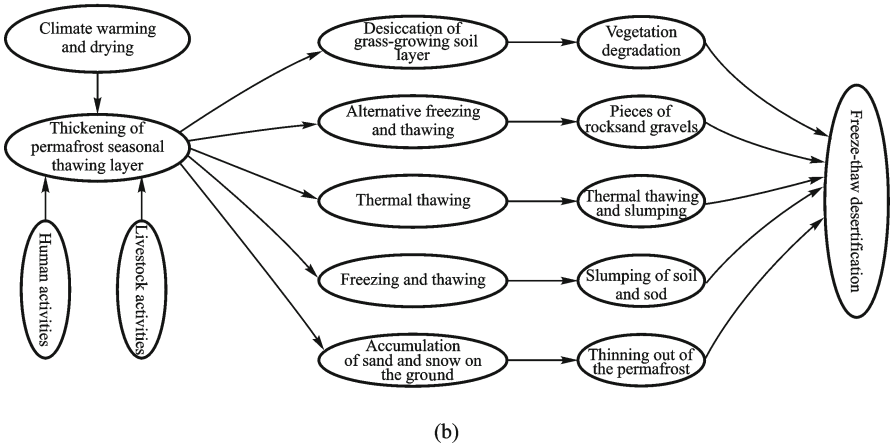 Climate warming
and drying
Thickening of
permafrost seasonal
thawing layer
Human activities
Livestock activities
Desiccation of
grass-growing soil
layer
Alternative freezing
and thawing
Thermal thawing
Freezing and thawing
Accumulation
of sand and snow on
the ground
Vegetation
degradation
Pieces of
rocksand gravels
Thermal thawing
and slumping
Slumping of soil
and sod
Thinning out of
the permafrost
Freeze-thaw desertification
(b)